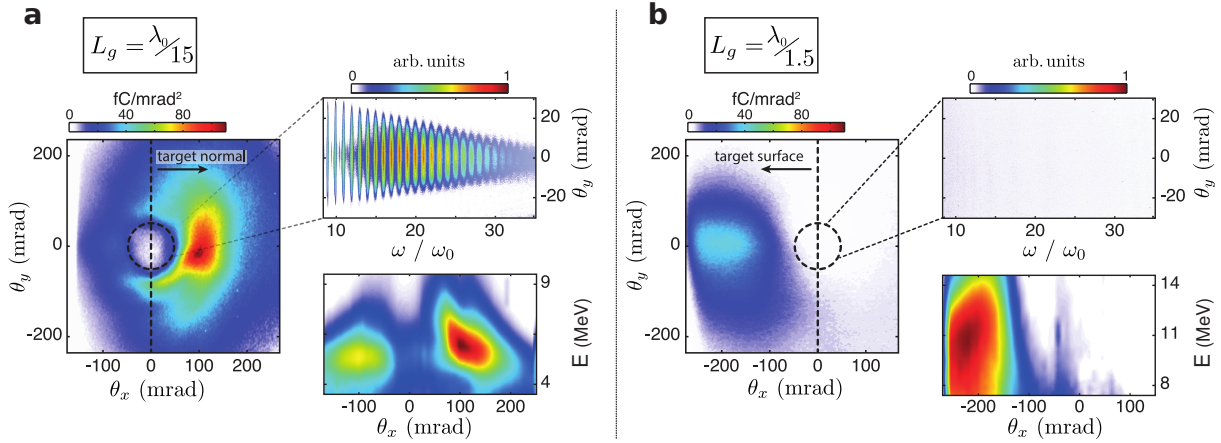 a
L_g = λ_0/15
fC/mrad²
0 40 80
target normal
200
0
-200
θ_y (mrad)
-100 0 100 200
θ_x (mrad)
arb. units
0 1
20
0
-20
θ_y (mrad)
10 20 30
ω / ω_0
9
4
E (MeV)
-100 0 100 200
θ_x (mrad)
b
L_g = λ_0/1.5
fC/mrad²
0 40 80
target surface
200
0
-200
θ_y (mrad)
-200 -100 0 100
θ_x (mrad)
arb. units
0 1
20
0
-20
θ_y (mrad)
10 20 30
ω / ω_0
14
11
8
E (MeV)
-200 -100 0 100
θ_x (mrad)